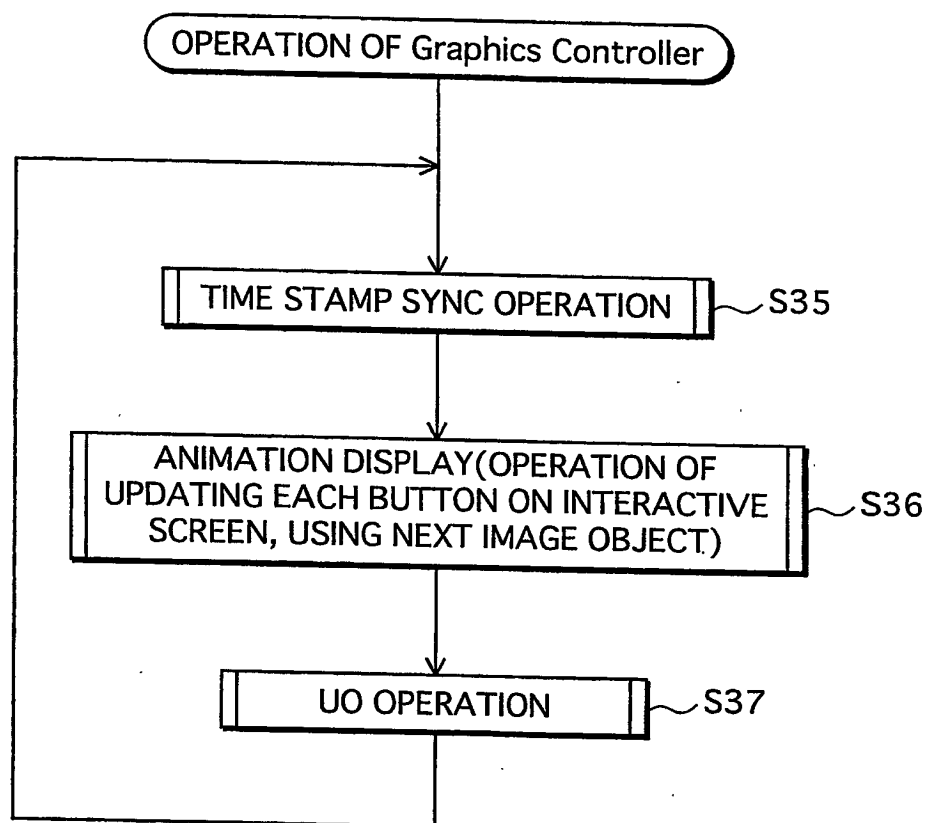 OPERATION OF Graphics Controller
TIME STAMP SYNC OPERATION
S35
ANIMATION DISPLAY(OPERATION OF
UPDATING EACH BUTTON ON INTERACTIVE
SCREEN, USING NEXT IMAGE OBJECT)
S36
UO OPERATION
S37